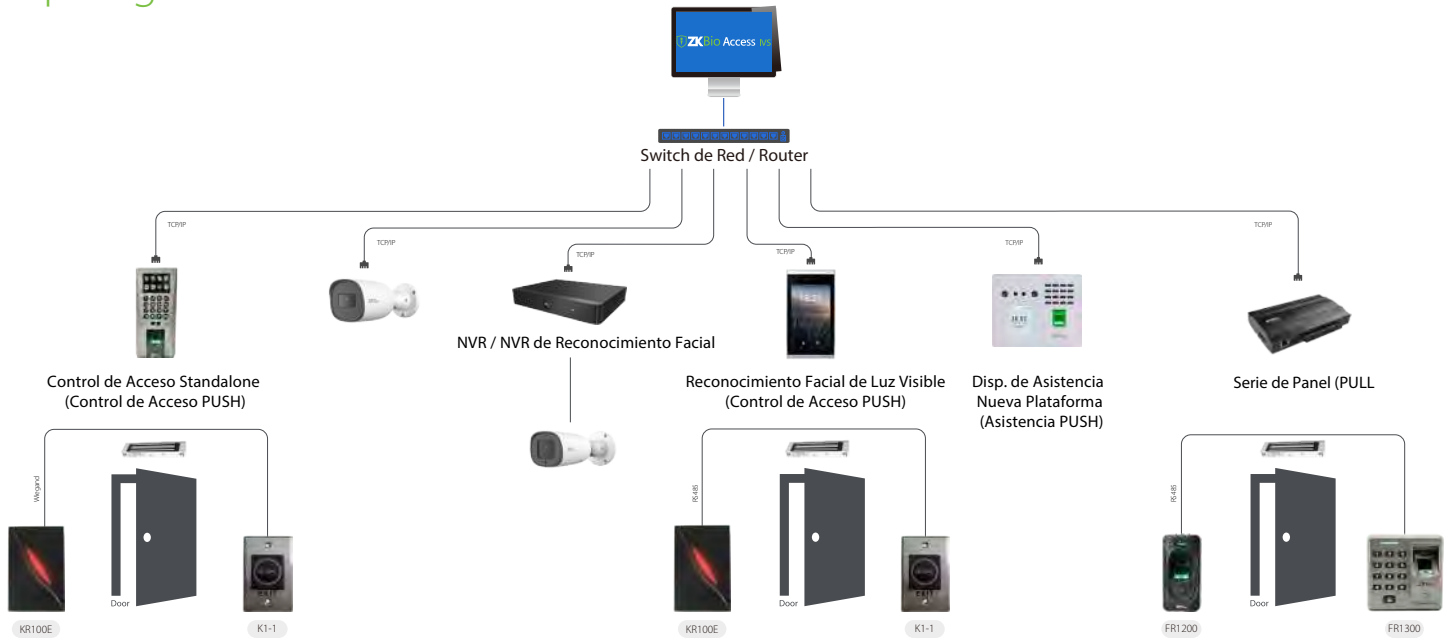 ZKBio Access IVS
Switch de Red / Router
TCP/IP
TCP/IP
TCP/IP
TCP/IP
TCP/IP
TCP/IP
NVR / NVR de Reconocimiento Facial
Control de Acceso Standalone
(Control de Acceso PUSH)
Reconocimiento Facial de Luz Visible
(Control de Acceso PUSH)
Disp. de Asistencia
Nueva Plataforma
(Asistencia PUSH)
Serie de Panel (PULL
Wiegand
RS485
RS485
EXIT
EXIT
Door
Door
Door
KR100E
K1-1
KR100E
K1-1
FR1200
FR1300